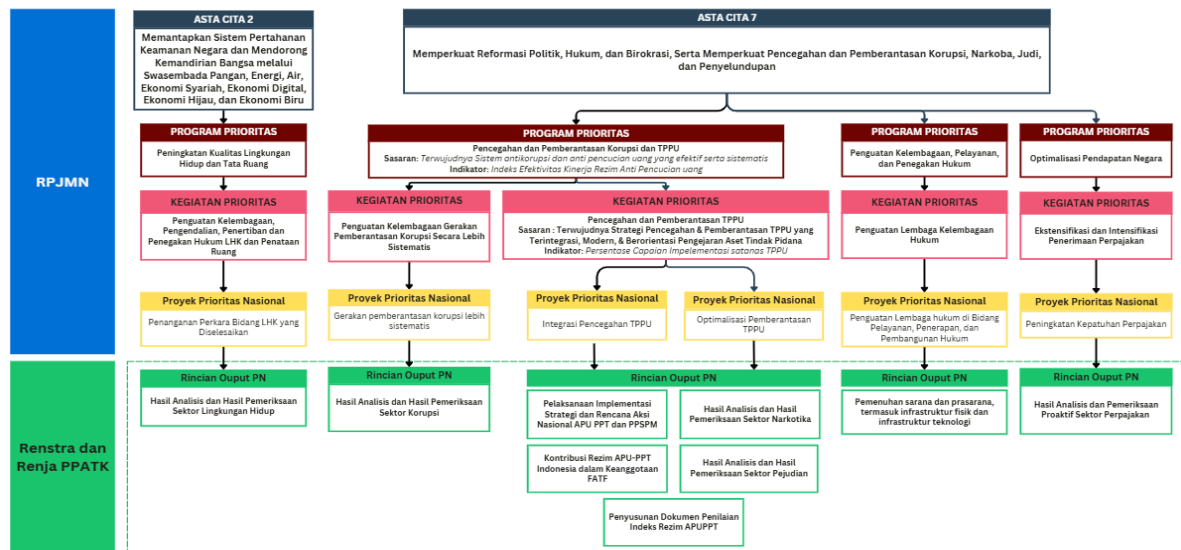 RPJMN
ASTA CITA 2
Memantapkan Sistem Pertahanan
Keamanan Negara dan Mendorong
Kemandirian Bangsa melalui
Swasembada Pangan, Energi, Air,
Ekonomi Syariah, Ekonomi Digital,
Ekonomi Hijau, dan Ekonomi Biru
ASTA CITA 7
Memperkuat Reformasi Politik, Hukum, dan Birokrasi, Serta Memperkuat Pencegahan dan Pemberantasan Korupsi, Narkoba, Judi,
dan Penyelundupan
PROGRAM PRIORITAS
Peningkatan Kualitas Lingkungan
Hidup dan Tata Ruang
PROGRAM PRIORITAS
Pencegahan dan Pemberantasan Korupsi dan TPPU
Sasaran: Terwujudnya Sistem antikorupsi dan anti pencucian uang yang efektif serta sistematis
Indikator: Indeks Efektivitas Kinerja Rezim Anti Pencucian uang
PROGRAM PRIORITAS
Penguatan Kelembagaan, Pelayanan,
dan Penegakan Hukum
PROGRAM PRIORITAS
Optimalisasi Pendapatan Negara
KEGIATAN PRIORITAS
Penguatan Kelembagaan,
Pengendalian, Penertiban dan
Penegakan Hukum LHK dan Penataan
Ruang
KEGIATAN PRIORITAS
Penguatan Kelembagaan Gerakan
Pemberantasan Korupsi Secara Lebih
Sistematis
KEGIATAN PRIORITAS
Pencegahan dan Pemberantasan TPPU
Sasaran : Terwujudnya Strategi Pencegahan & Pemberantasan TPPU yang
Terintegrasi, Modern, & Berorientasi Pengejaran Aset Tindak Pidana
Indikator: Persentase Capaian Impelementasi satanas TPPU
KEGIATAN PRIORITAS
Penguatan Lembaga Kelembagaan
Hukum
KEGIATAN PRIORITAS
Ekstensifikasi dan Intensifikasi
Penerimaan Perpajakan
Proyek Prioritas Nasional
Penanganan Perkara Bidang LHK yang
Diselesaikan
Proyek Prioritas Nasional
Gerakan pemberantasan korupsi lebih
sistematis
Proyek Prioritas Nasional
Integrasi Pencegahan TPPU
Proyek Prioritas Nasional
Optimalisasi Pemberantasan
TPPU
Proyek Prioritas Nasional
Penguatan Lembaga hukum di Bidang
Pelayanan, Penerapan, dan
Pembangunan Hukum
Proyek Prioritas Nasional
Peningkatan Kepatuhan Perpajakan
Renstra dan
Renja PPATK
Rincian Ouput PN
Hasil Analisis dan Hasil Pemeriksaan
Sektor Lingkungan Hidup
Rincian Ouput PN
Hasil Analisis dan Hasil Pemeriksaan
Sektor Korupsi
Rincian Ouput PN
Pelaksanaan Implementasi
Strategi dan Rencana Aksi
Nasional APU PPT dan PPSPM
Hasil Analisis dan Hasil
Pemeriksaan Sektor Narkotika
Kontribusi Rezim APU-PPT
Indonesia dalam Keanggotaan
FATF
Hasil Analisis dan Hasil
Pemeriksaan Sektor Pejudian
Penyusunan Dokumen Penilaian
Indeks Rezim APUPPT
Rincian Ouput PN
Pemenuhan sarana dan prasarana,
termasuk infrastruktur fisik dan
infrastruktur teknologi
Rincian Ouput PN
Hasil Analisis dan Pemeriksaan
Proaktif Sektor Perpajakan